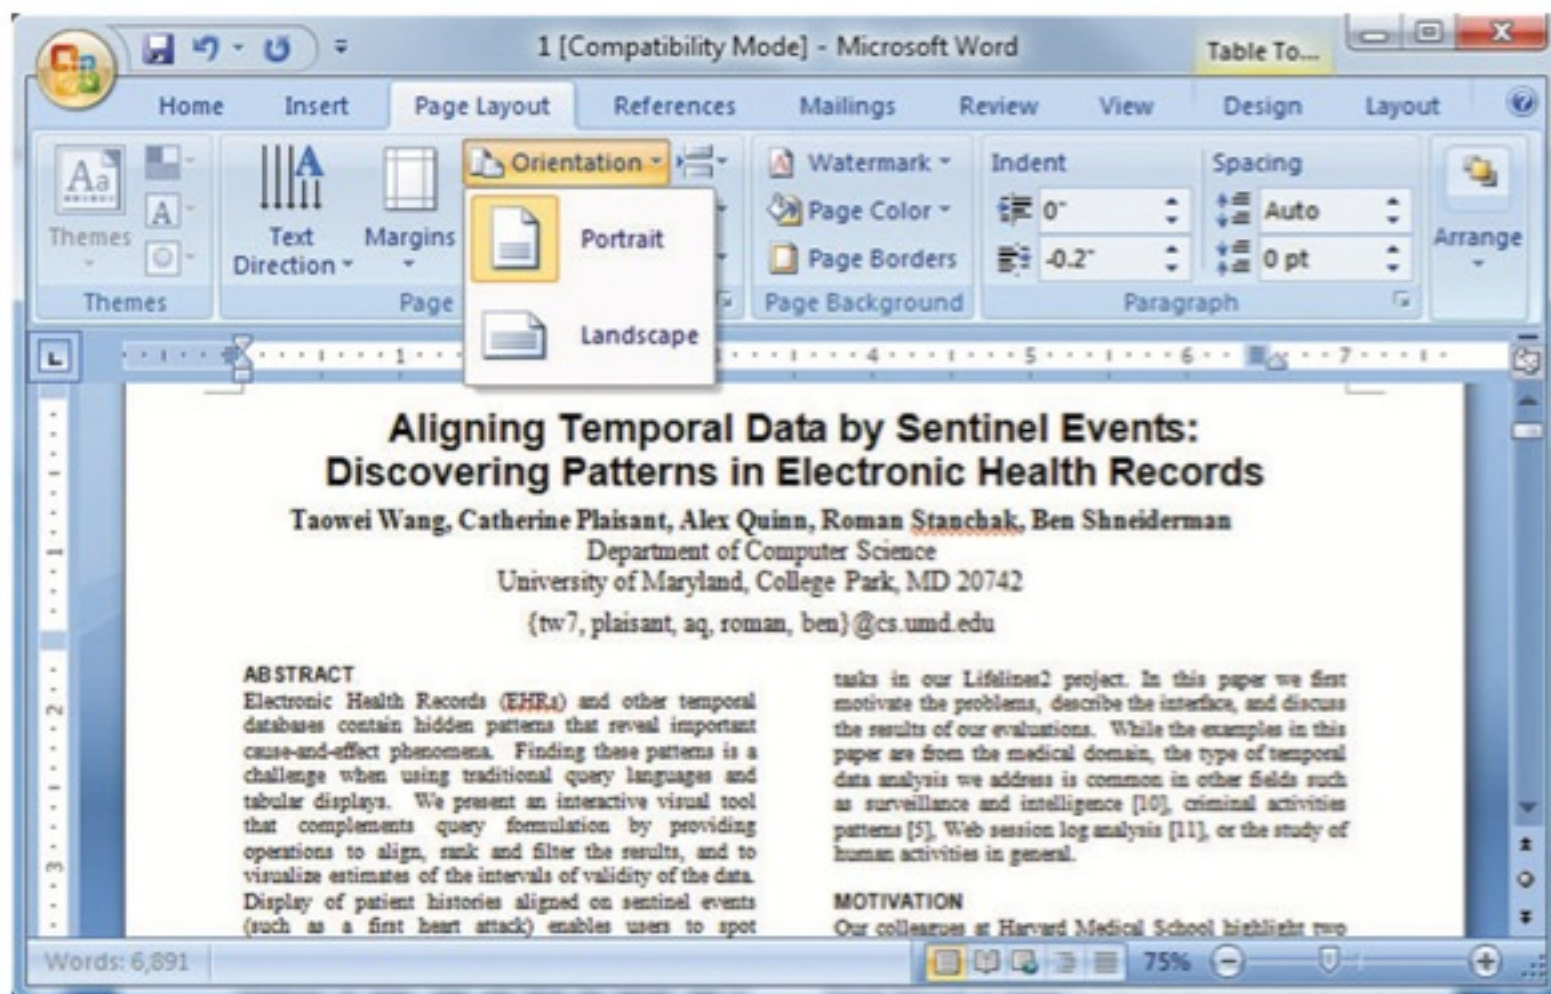 1 [Compatibility Mode] - Microsoft Word
Table To...
Home Insert Page Layout References Mailings Review View Design Layout
Themes
Text Direction
Margins
Orientation
Portrait
Landscape
Watermark
Page Color
Page Borders
Indent
0"
-0.2"
Spacing
Auto
0 pt
Arrange
Themes
Page
Page Background
Paragraph
1 3 4 5 6 7
Aligning Temporal Data by Sentinel Events:
Discovering Patterns in Electronic Health Records
Taowei Wang, Catherine Plaisant, Alex Quinn, Roman Stanchak, Ben Shneiderman
Department of Computer Science
University of Maryland, College Park, MD 20742
{tw7, plaisant, aq, roman, ben}@cs.umd.edu
ABSTRACT
Electronic Health Records (EHRs) and other temporal
databases contain hidden patterns that reveal important
cause-and-effect phenomena. Finding these patterns is a
challenge when using traditional query languages and
tabular displays. We present an interactive visual tool
that complements query formulation by providing
operations to align, rank and filter the results, and to
visualize estimates of the intervals of validity of the data.
Display of patient histories aligned on sentinel events
(such as a first heart attack) enables users to spot
tasks in our Lifelines2 project. In this paper we first
motivate the problems, describe the interface, and discuss
the results of our evaluations. While the examples in this
paper are from the medical domain, the type of temporal
data analysis we address is common in other fields such
as surveillance and intelligence [10], criminal activities
patterns [5], Web session log analysis [11], or the study of
human activities in general.
MOTIVATION
Our colleagues at Harvard Medical School highlight two
1
2
3
Words: 6,891
75%